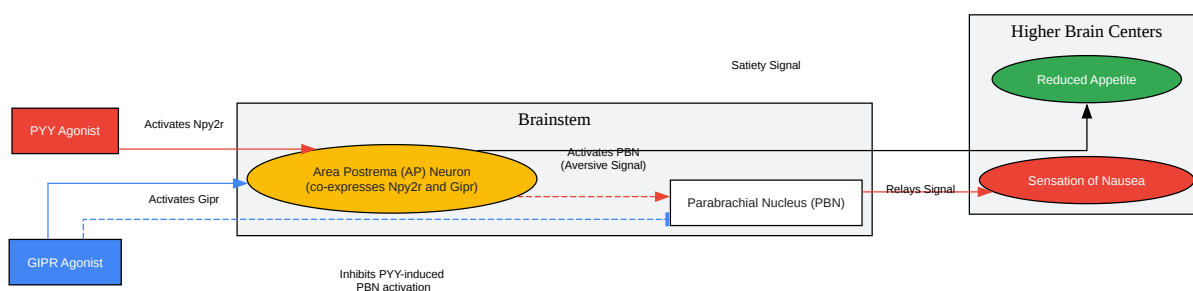 Higher Brain Centers
Satiety Signal
Reduced Appetite
PYY Agonist
Activates Npy2r
Brainstem
Activates PBN
(Aversive Signal)
Area Postrema (AP) Neuron
(co-expresses Npy2r and Gipr)
Activates Gipr
Parabrachial Nucleus (PBN)
Relays Signal
Sensation of Nausea
GIPR Agonist
Inhibits PYY-induced
PBN activation